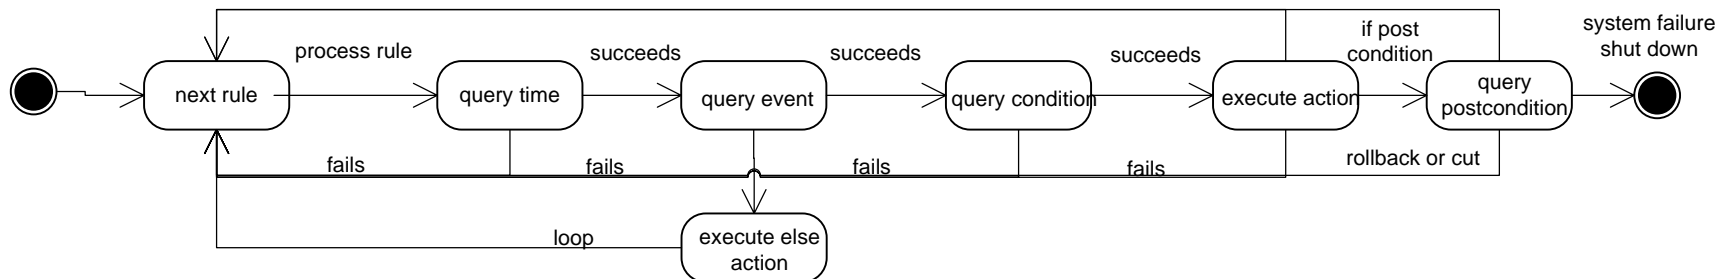 system failure
shut down
if post
condition
process rule
succeeds
succeeds
succeeds
next rule
query time
query event
query condition
execute action
query
postcondition
fails
fails
fails
fails
rollback or cut
loop
execute else
action